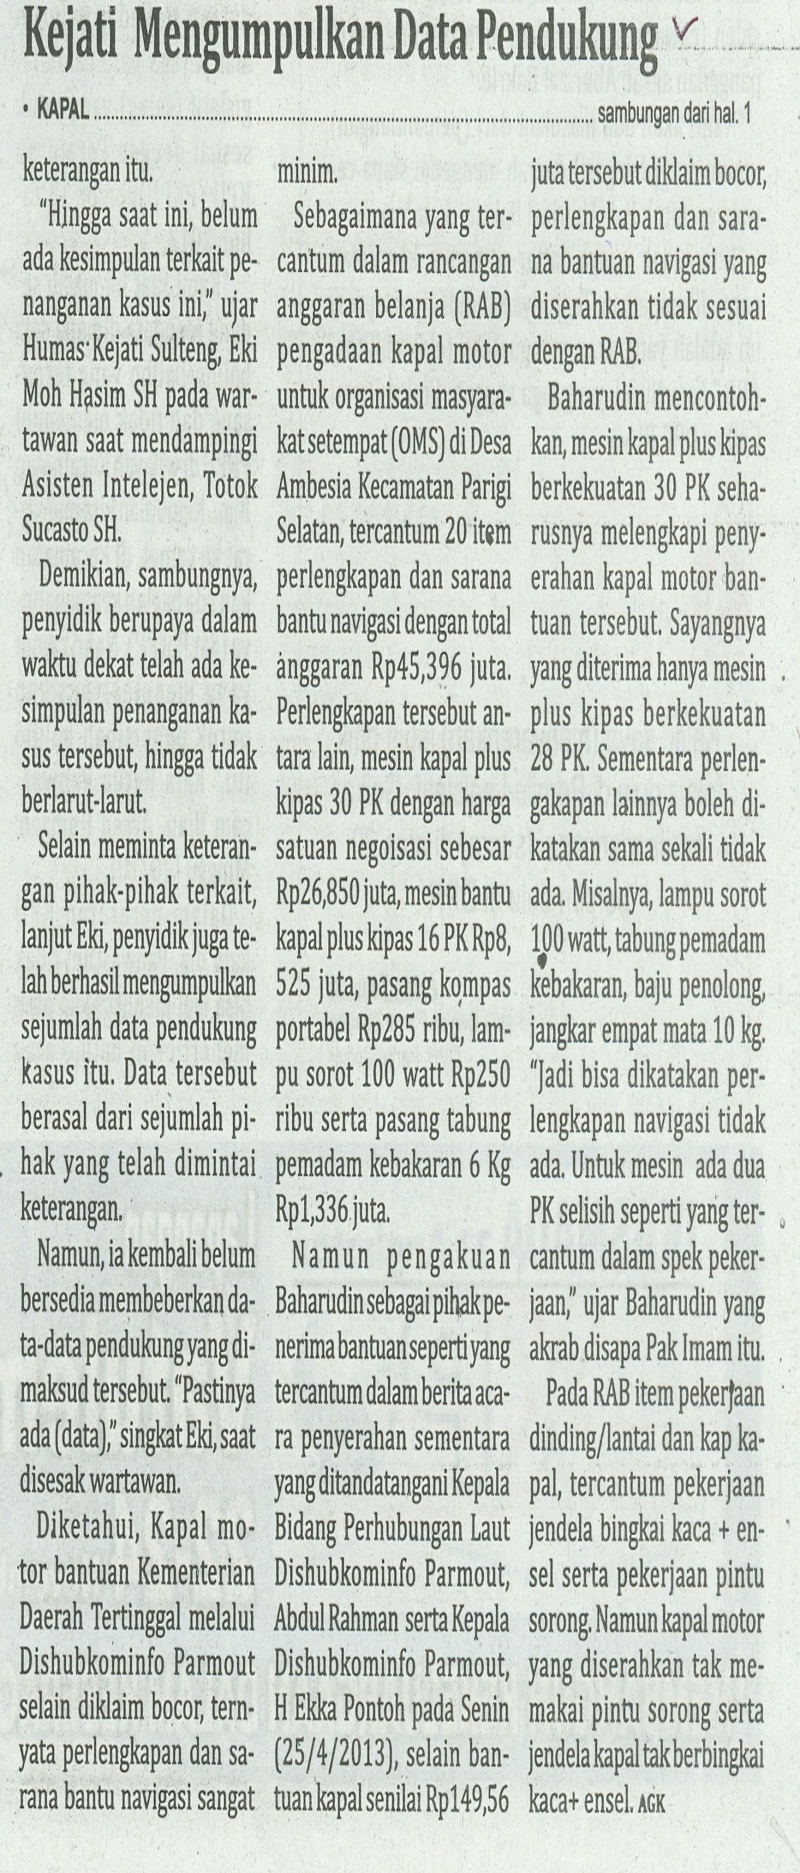 Kejati Mengumpulkan Data Pendukung
• KAPAL ........ sambungan dari hal. 1
keterangan itu.
"Hingga saat ini, belum
ada kesimpulan terkait pe-
nanganan kasus ini," ujar
Humas Kejati Sulteng, Eki
Moh Hasim SH pada war-
tawan saat mendampingi
Asisten Intelejen, Totok
Sucasto SH.
Demikian, sambungnya,
penyidik berupaya dalam
waktu dekat telah ada ke-
simpulan penanganan ka-
sus tersebut, hingga tidak
berlarut-larut.
Selain meminta keteran-
gan pihak-pihak terkait,
lanjut Eki, penyidik juga te-
lah berhasil mengumpulkan
sejumlah data pendukung
kasus itu. Data tersebut
berasal dari sejumlah pi-
hak yang telah dimintai
keterangan.
Namun, ia kembali belum
bersedia membeberkan da-
ta-data pendukung yang di-
maksud tersebut. "Pastinya
ada (data)," singkat Eki, saat
disesak wartawan.
Diketahui, Kapal mo-
tor bantuan Kementerian
Daerah Tertinggal melalui
Dishubkominfo Parmout
selain diklaim bocor, tern-
yata perlengkapan dan sa-
rana bantu navigasi sangat
minim.
Sebagaimana yang ter-
cantum dalam rancangan
anggaran belanja (RAB)
pengadaan kapal motor
untuk organisasi masyara-
kat setempat (OMS) di Desa
Ambesia Kecamatan Parigi
Selatan, tercantum 20 item
perlengkapan dan sarana
bantu navigasi dengan total
anggaran Rp45,396 juta.
Perlengkapan tersebut an-
tara lain, mesin kapal plus
kipas 30 PK dengan harga
satuan negoisasi sebesar
Rp26,850 juta, mesin bantu
kapal plus kipas 16 PK Rp8,
525 juta, pasang kompas
portabel Rp285 ribu, lam-
pu sorot 100 watt Rp250
ribu serta pasang tabung
pemadam kebakaran 6 Kg
Rp1,336 juta.
Namun pengakuan
Baharudin sebagai pihak pe-
nerima bantuan seperti yang
tercantum dalam berita aca-
ra penyerahan sementara
yang ditandatangani Kepala
Bidang Perhubungan Laut
Dishubkominfo Parmout,
Abdul Rahman serta Kepala
Dishubkominfo Parmout,
H Ekka Pontoh pada Senin
(25/4/2013), selain ban-
tuan kapal senilai Rp149,56
juta tersebut diklaim bocor,
perlengkapan dan sara-
na bantuan navigasi yang
diserahkan tidak sesuai
dengan RAB.
Baharudin mencontoh-
kan, mesin kapal plus kipas
berkekuatan 30 PK seha-
rusnya melengkapi peny-
erahan kapal motor ban-
tuan tersebut. Sayangnya
yang diterima hanya mesin
plus kipas berkekuatan
28 PK. Sementara perlen-
gakapan lainnya boleh di-
katakan sama sekali tidak
ada. Misalnya, lampu sorot
100 watt, tabung pemadam
kebakaran, baju penolong,
jangkar empat mata 10 kg.
"Jadi bisa dikatakan per-
lengkapan navigasi tidak
ada. Untuk mesin ada dua
PK selisih seperti yang ter-
cantum dalam spek peker-
jaan," ujar Baharudin yang
akrab disapa Pak Imam itu.
Pada RAB item pekerjaan
dinding/lantai dan kap ka-
pal, tercantum pekerjaan
jendela bingkai kaca + en-
sel serta pekerjaan pintu
sorong. Namun kapal motor
yang diserahkan tak me-
makai pintu sorong serta
jendela kapal tak berbingkai
kaca+ ensel. AGK